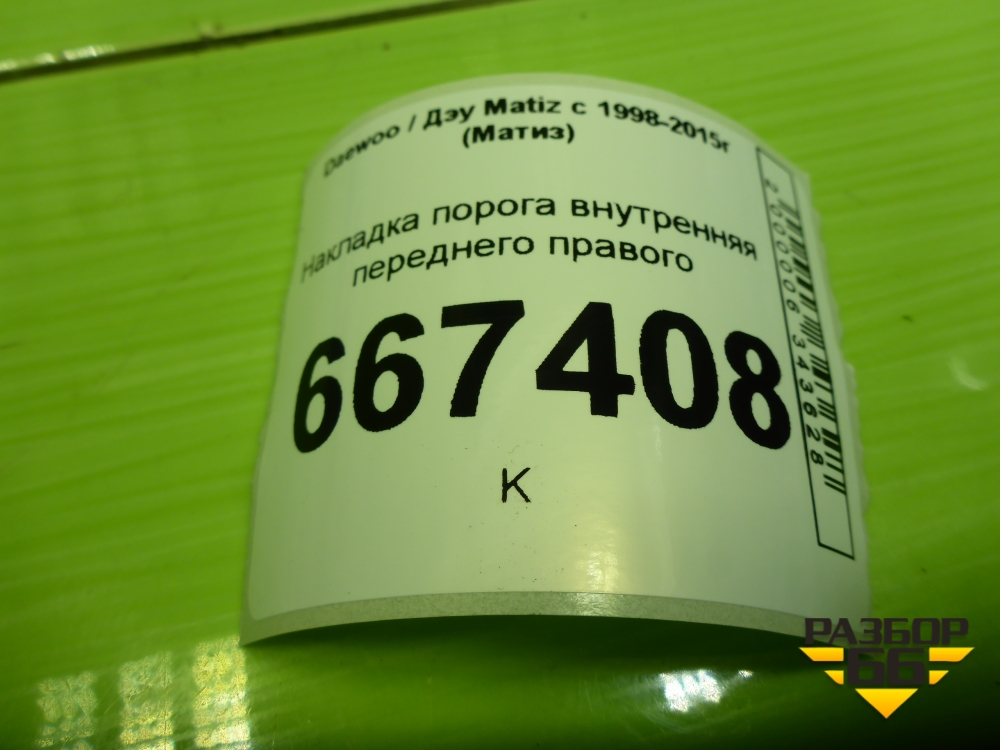 Daewoo / Дэу Matiz с 1998-2015г
(Матиз)
Накладка порога внутренняя
переднего правого
667408
К
2000006343628
РАЗБОР
66